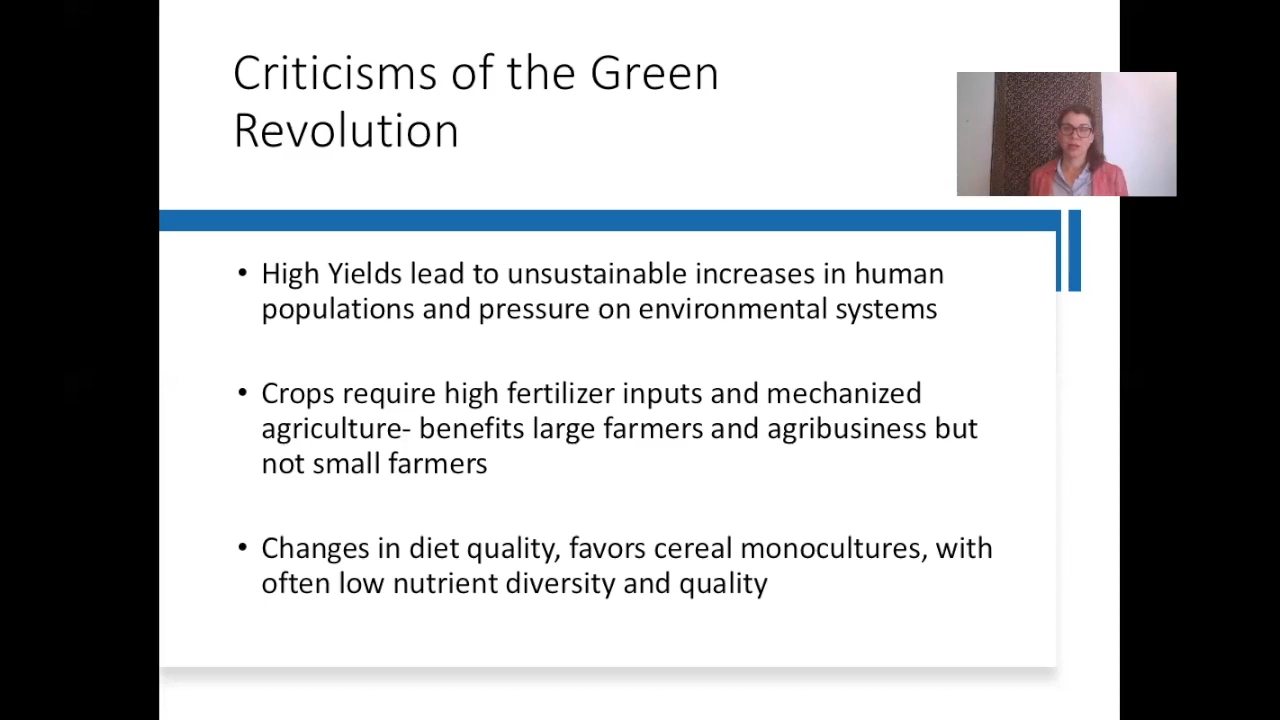 Criticisms of the Green
Revolution
• High Yields lead to unsustainable increases in human
populations and pressure on environmental systems
• Crops require high fertilizer inputs and mechanized
agriculture- benefits large farmers and agribusiness but
not small farmers
• Changes in diet quality, favors cereal monocultures, with
often low nutrient diversity and quality